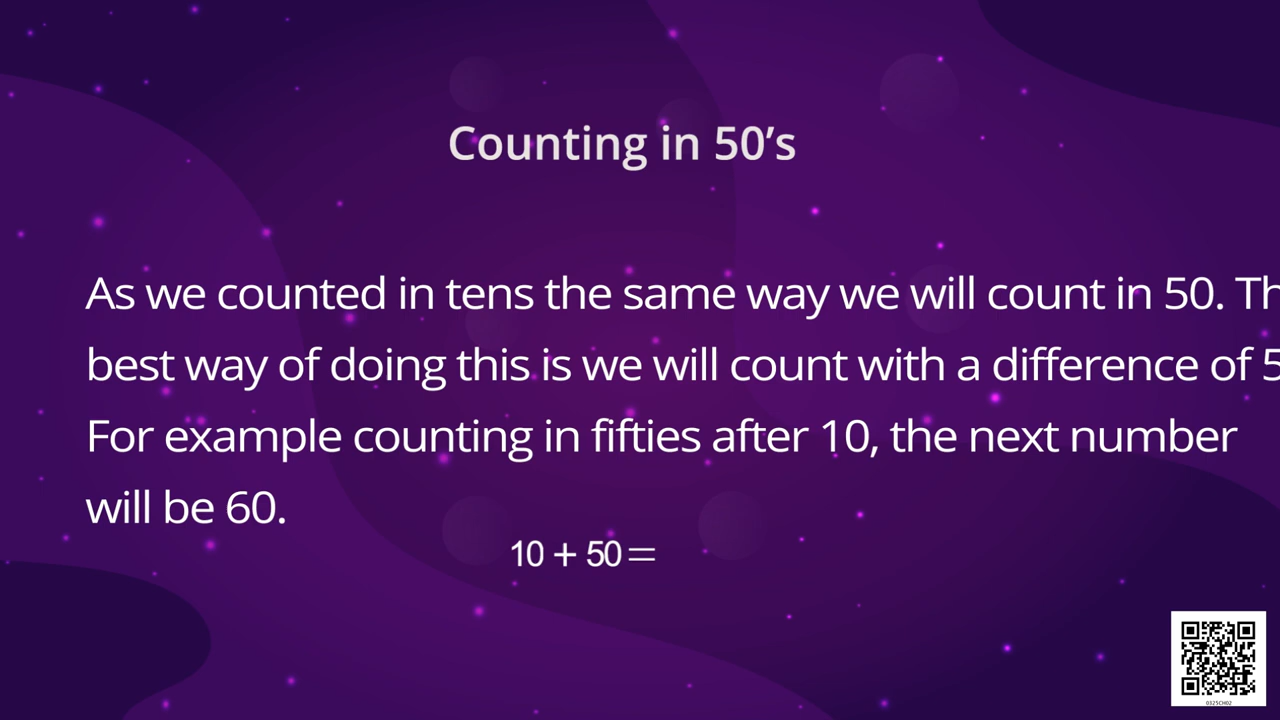 Counting in 50’s
As we counted in tens the same way we will count in 50. Th
best way of doing this is we will count with a difference of 5
For example counting in fifties after 10, the next number
will be 60.
10 + 50=
0325CH02